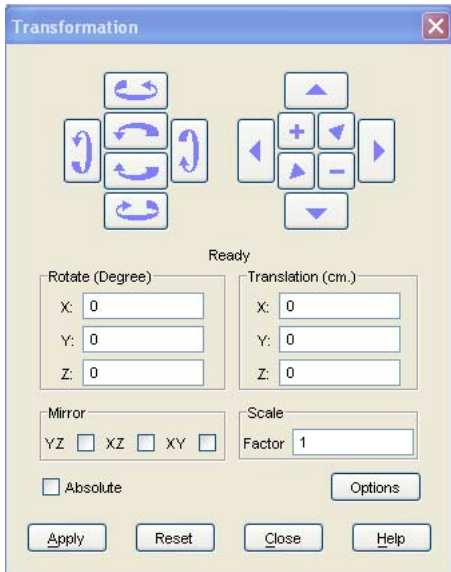 Transformation
+
−
Ready
Rotate (Degree) Translation (cm.)
X: 0 X: 0
Y: 0 Y: 0
Z: 0 Z: 0
Mirror Scale
YZ XZ XY Factor 1
Absolute Options
Apply Reset Close Help